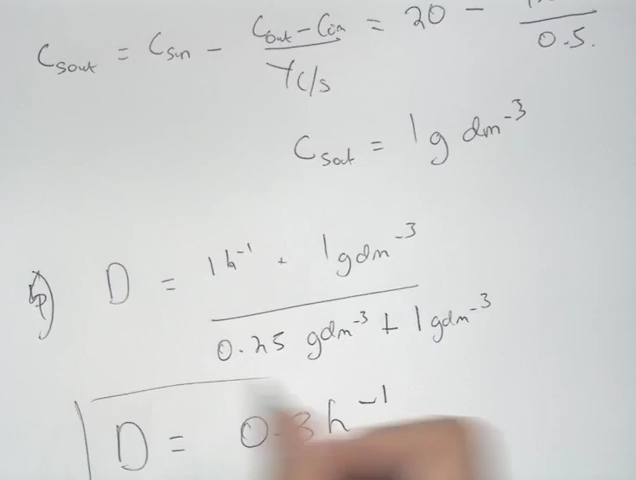 C_sout = C_sin - (C_out - C_in) / Y_c/s = 20 - / 0.5.
C_sout = 1 g dm⁻³
D = 1 h⁻¹ . 1 g dm⁻³ / 0.25 g dm⁻³ + 1 g dm⁻³
D = h⁻¹